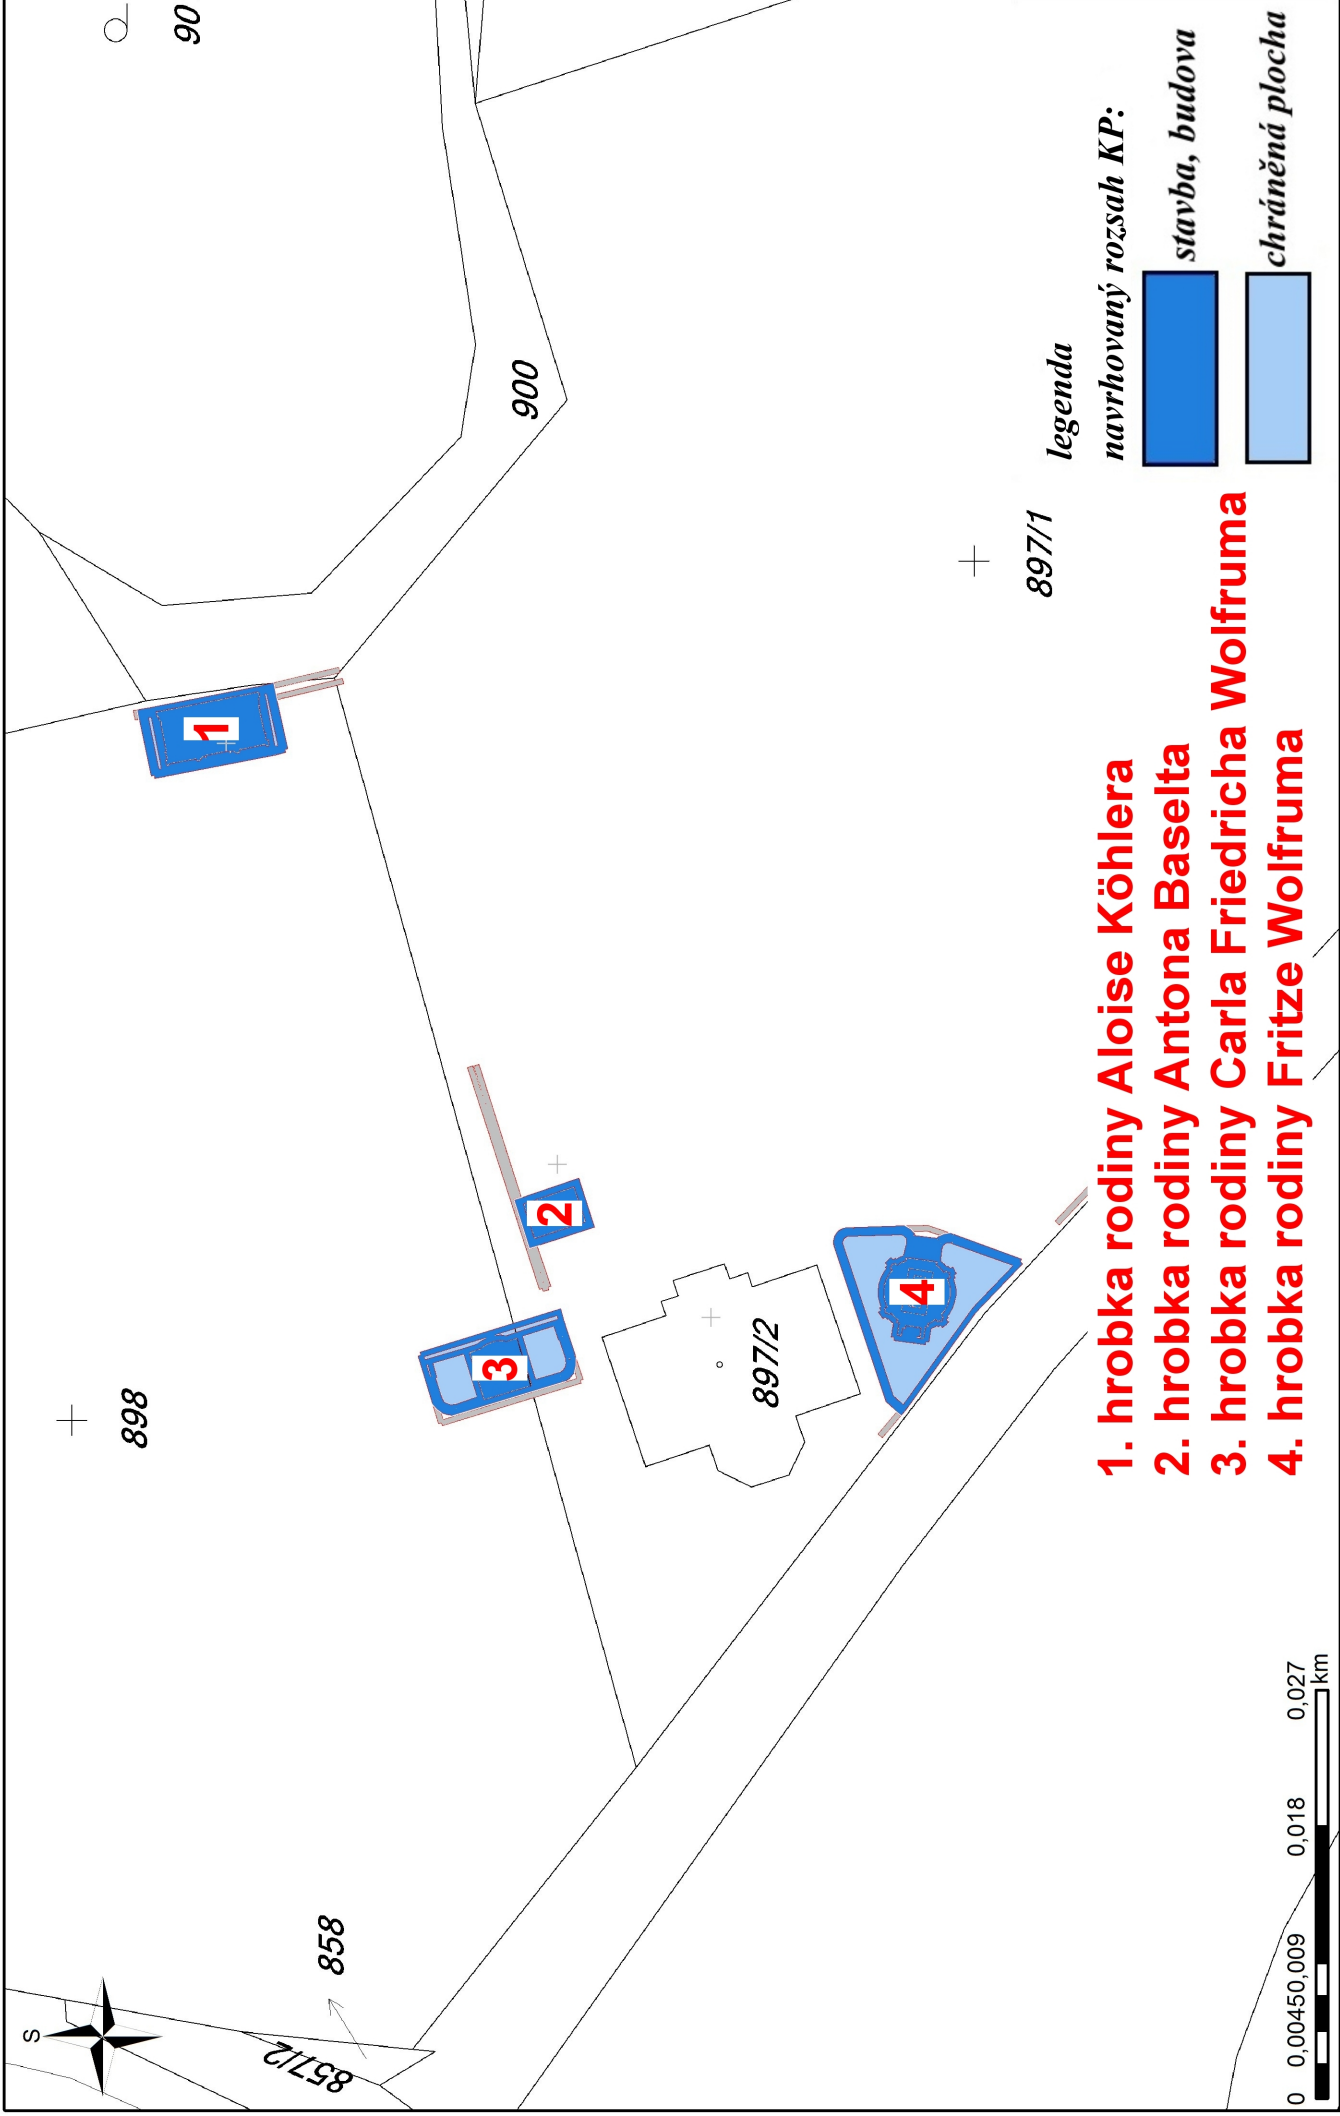 S
857/2
858
898
90
900
897/1
897/2
1
2
3
4
legenda
navrhovaný rozsah KP:
stavba, budova
chráněná plocha
1. hrobka rodiny Aloise Köhlera
2. hrobka rodiny Antona Baselta
3. hrobka rodiny Carla Friedricha Wolfruma
4. hrobka rodiny Fritze Wolfruma
0 0,00450,009 0,018 0,027
km